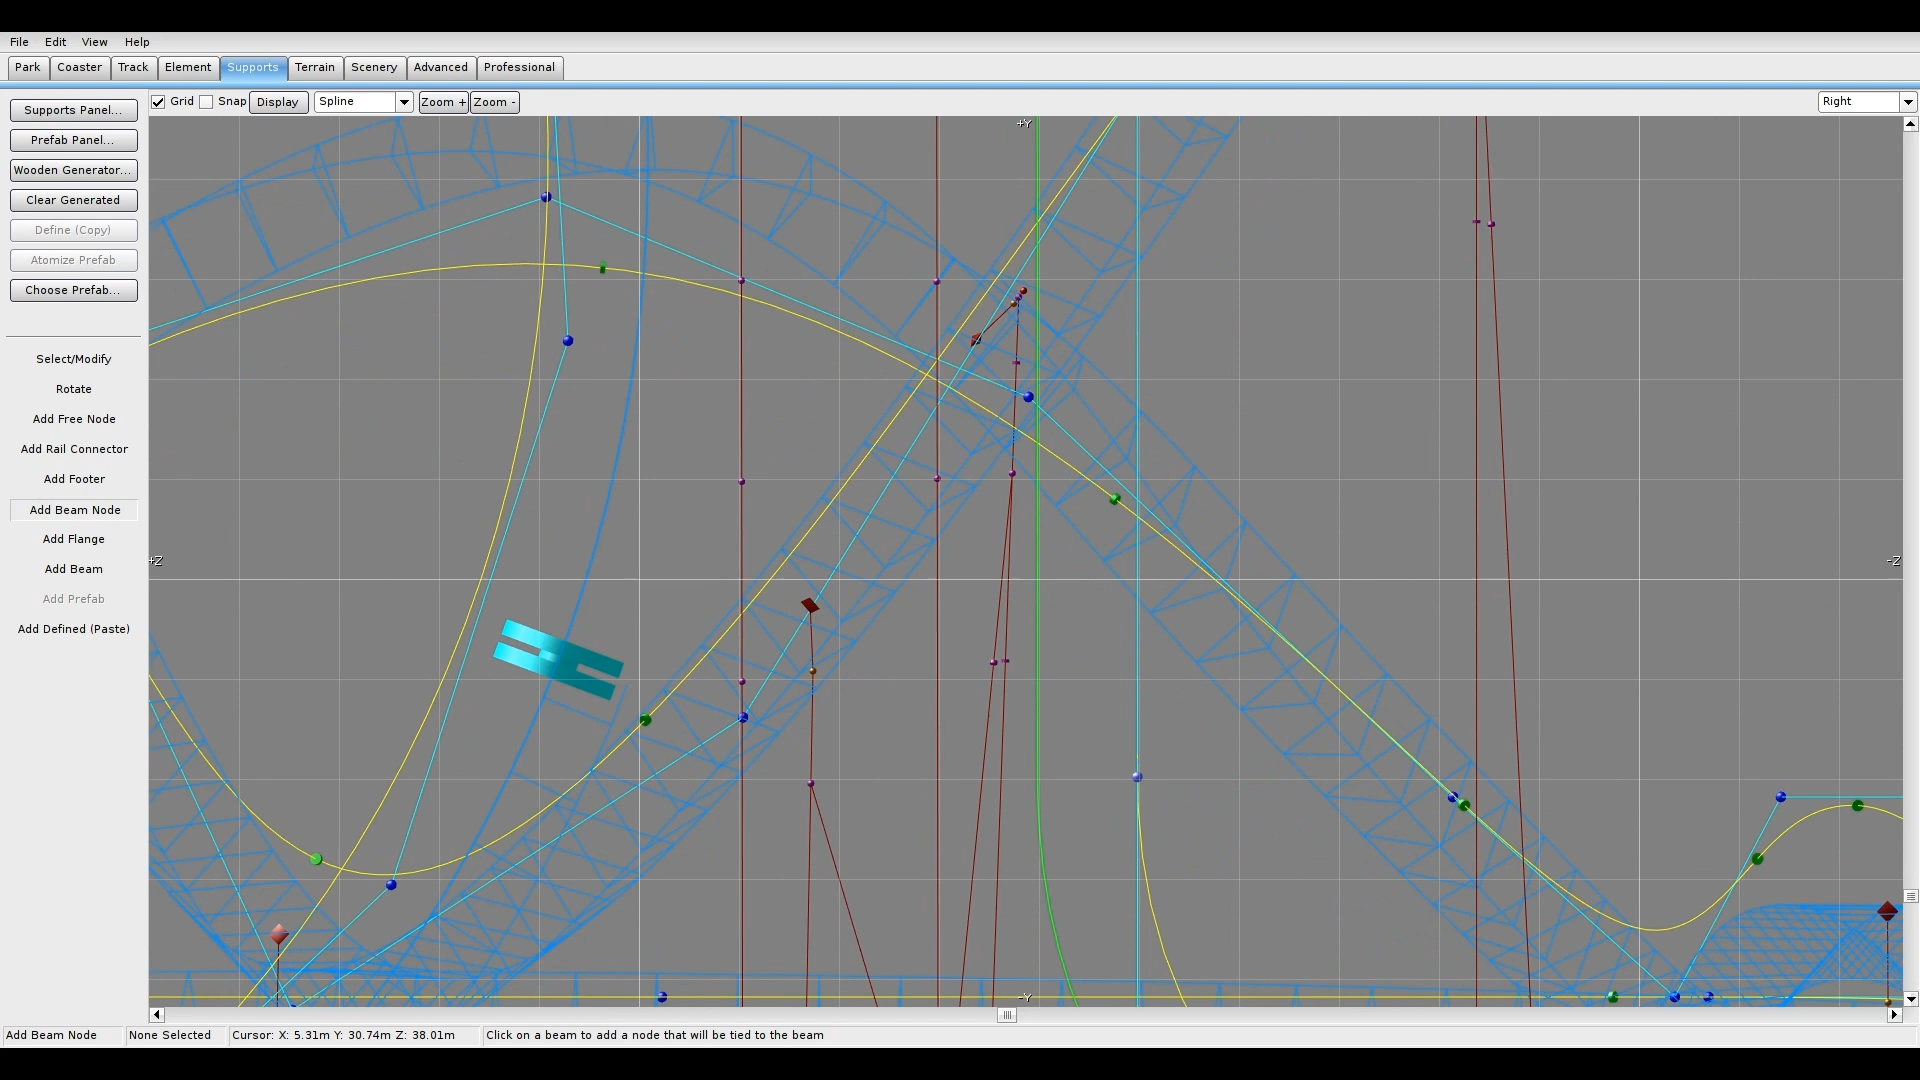 File Edit View Help
Park Coaster Track Element Supports Terrain Scenery Advanced Professional
Supports Panel...
Prefab Panel...
Wooden Generator...
Clear Generated
Define (Copy)
Atomize Prefab
Choose Prefab...
Select/Modify
Rotate
Add Free Node
Add Rail Connector
Add Footer
Add Beam Node
Add Flange
Add Beam
Add Prefab
Add Defined (Paste)
Grid Snap Display Spline Zoom + Zoom - Right
+Y
+Z
-Z
-Y
Add Beam Node None Selected Cursor: X: 5.31m Y: 30.74m Z: 38.01m Click on a beam to add a node that will be tied to the beam